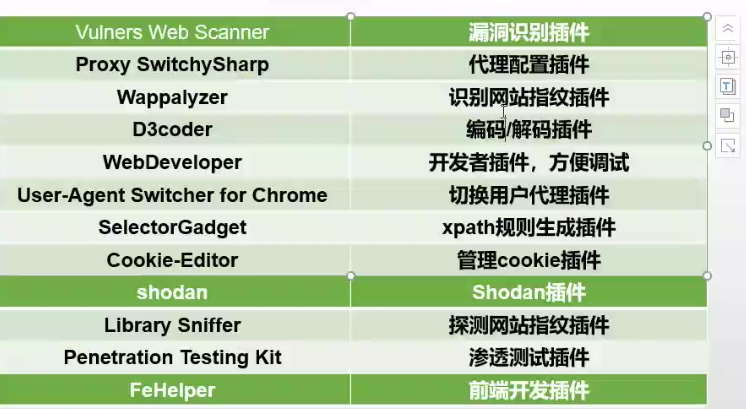 Vulners Web Scanner 漏洞识别插件
Proxy SwitchySharp 代理配置插件
Wappalyzer 识别网站指纹插件
D3coder 编码/解码插件
WebDeveloper 开发者插件，方便调试
User-Agent Switcher for Chrome 切换用户代理插件
SelectorGadget xpath规则生成插件
Cookie-Editor 管理cookie插件
shodan Shodan插件
Library Sniffer 探测网站指纹插件
Penetration Testing Kit 渗透测试插件
FeHelper 前端开发插件